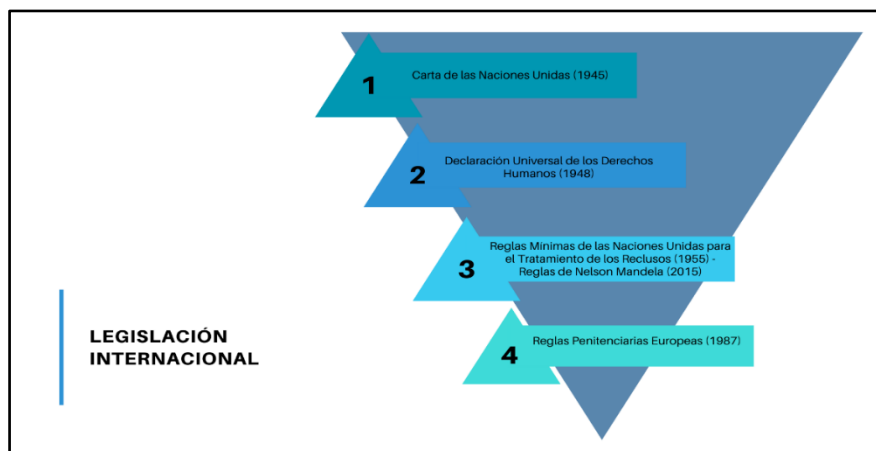 1
Carta de las Naciones Unidas (1945)
2
Declaración Universal de los Derechos
Humanos (1948)
3
Reglas Mínimas de las Naciones Unidas para
el Tratamiento de los Reclusos (1955) -
Reglas de Nelson Mandela (2015)
4
Reglas Penitenciarias Europeas (1987)
LEGISLACIÓN
INTERNACIONAL